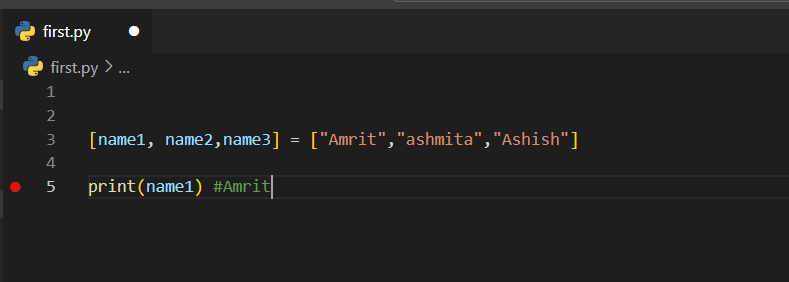 first.py
first.py > ...
1
2
3 [name1, name2,name3] = ["Amrit","ashmita","Ashish"]
4
5 print(name1) #Amrit